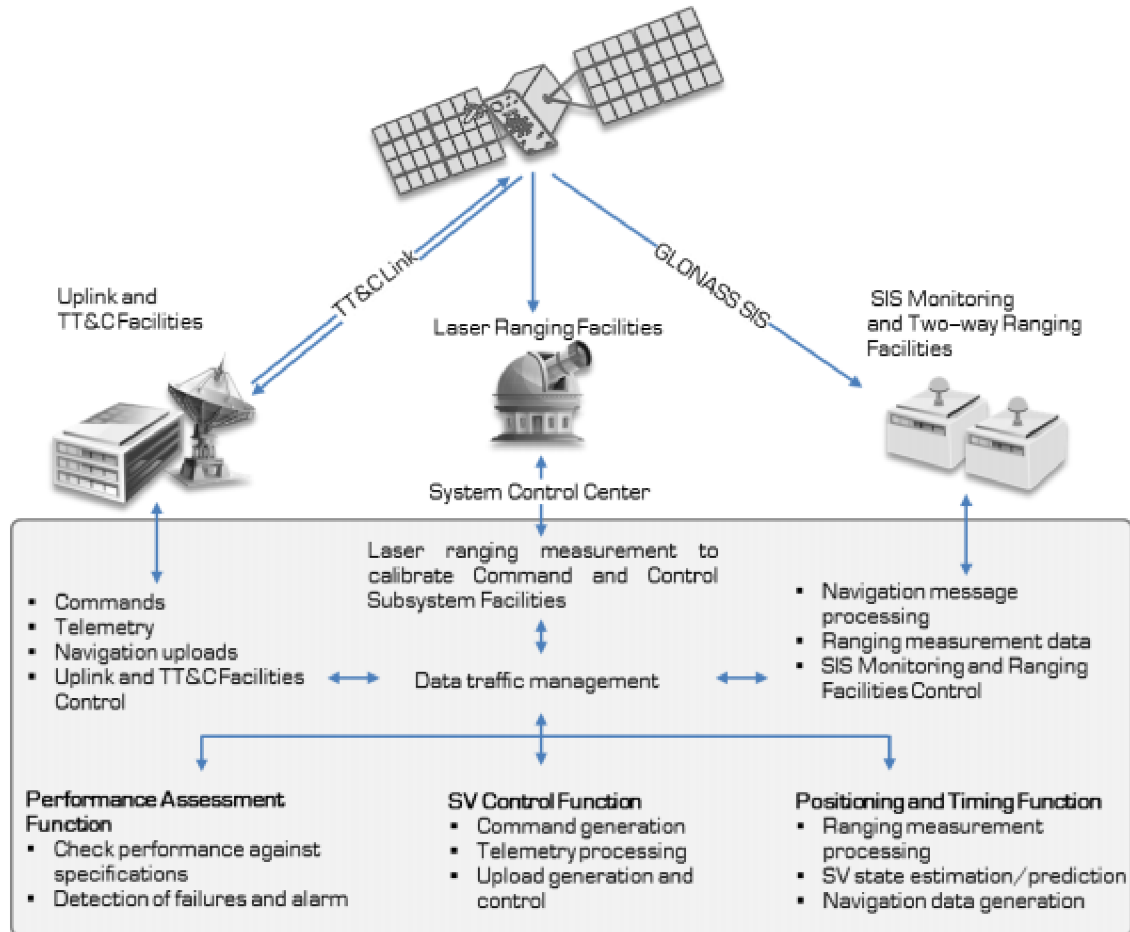 TT&C Link
GLONASS SIS
Uplink and
TT&C Facilities
Laser Ranging Facilities
SIS Monitoring
and Two-way Ranging
Facilities
System Control Center
Laser ranging measurement to
calibrate Command and Control
Subsystem Facilities
▪ Commands
▪ Telemetry
▪ Navigation uploads
▪ Uplink and TT&C Facilities
Control
Data traffic management
▪ Navigation message
processing
▪ Ranging measurement data
▪ SIS Monitoring and Ranging
Facilities Control
Performance Assessment
Function
▪ Check performance against
specifications
▪ Detection of failures and alarm
SV Control Function
▪ Command generation
▪ Telemetry processing
▪ Upload generation and
control
Positioning and Timing Function
▪ Ranging measurement
processing
▪ SV state estimation/prediction
▪ Navigation data generation